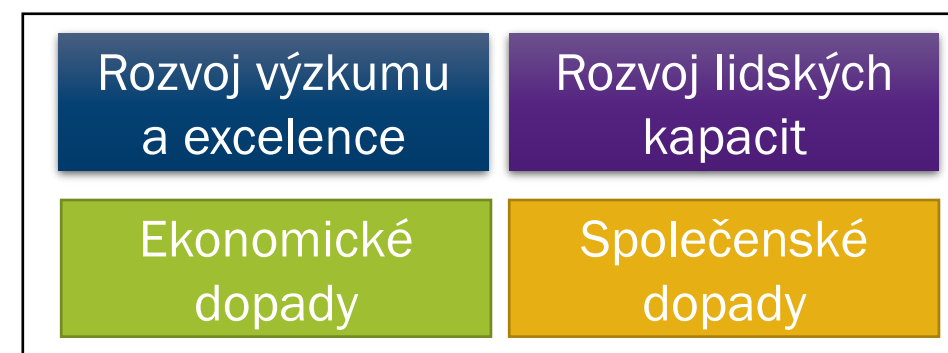 Rozvoj výzkumu
a excelence
Rozvoj lidských
kapacit
Ekonomické
dopady
Společenské
dopady